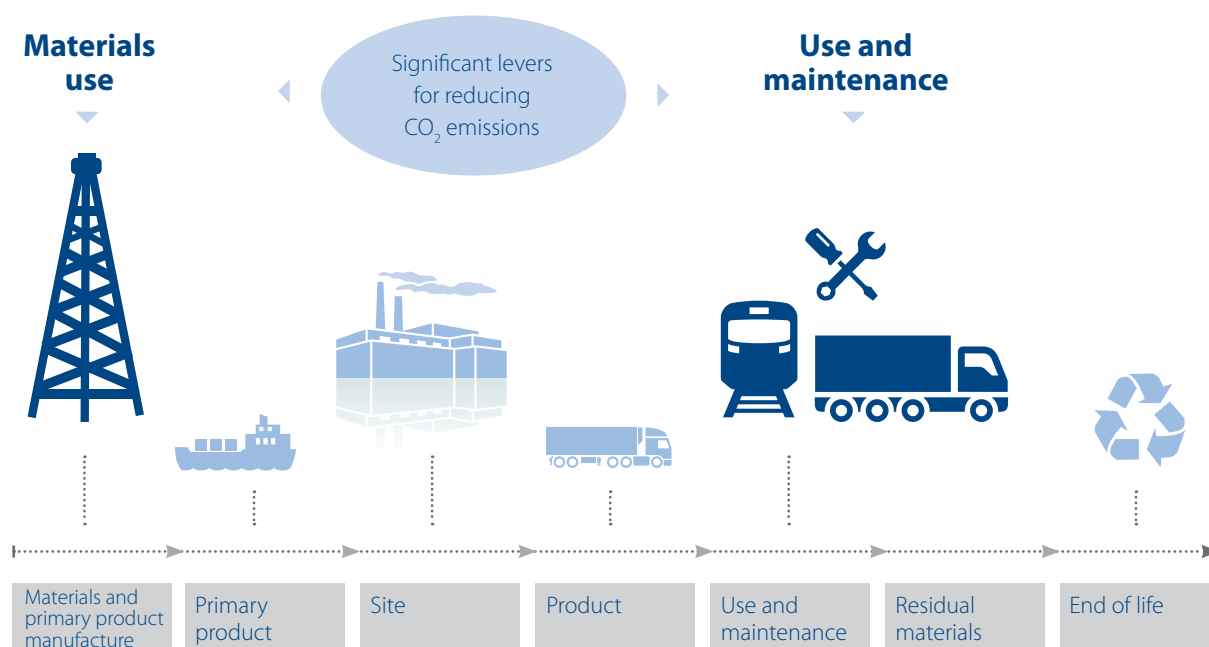 Materials
use
Significant levers
for reducing
CO₂ emissions
Use and
maintenance
Materials and
primary product
manufacture
Primary
product
Site
Product
Use and
maintenance
Residual
materials
End of life